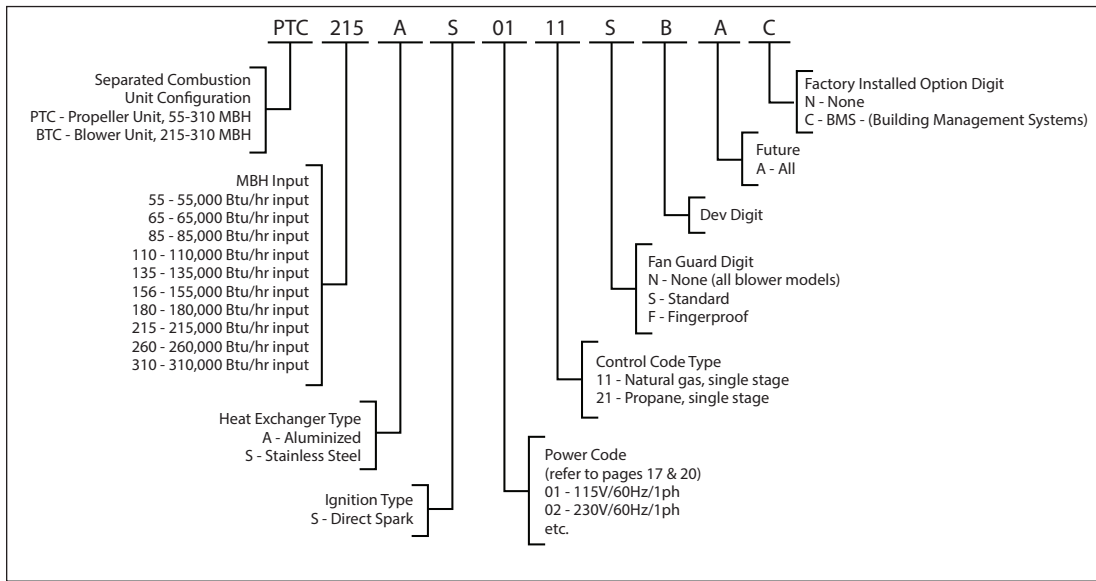 PTC 215 A S 01 11 S B A C
Separated Combustion
Unit Configuration
PTC - Propeller Unit, 55-310 MBH
BTC - Blower Unit, 215-310 MBH
MBH Input
55 - 55,000 Btu/hr input
65 - 65,000 Btu/hr input
85 - 85,000 Btu/hr input
110 - 110,000 Btu/hr input
135 - 135,000 Btu/hr input
156 - 155,000 Btu/hr input
180 - 180,000 Btu/hr input
215 - 215,000 Btu/hr input
260 - 260,000 Btu/hr input
310 - 310,000 Btu/hr input
Heat Exchanger Type
A - Aluminized
S - Stainless Steel
Ignition Type
S - Direct Spark
Factory Installed Option Digit
N - None
C - BMS - (Building Management Systems)
Future
A - All
Dev Digit
Fan Guard Digit
N - None (all blower models)
S - Standard
F - Fingerproof
Control Code Type
11 - Natural gas, single stage
21 - Propane, single stage
Power Code
(refer to pages 17 & 20)
01 - 115V/60Hz/1ph
02 - 230V/60Hz/1ph
etc.